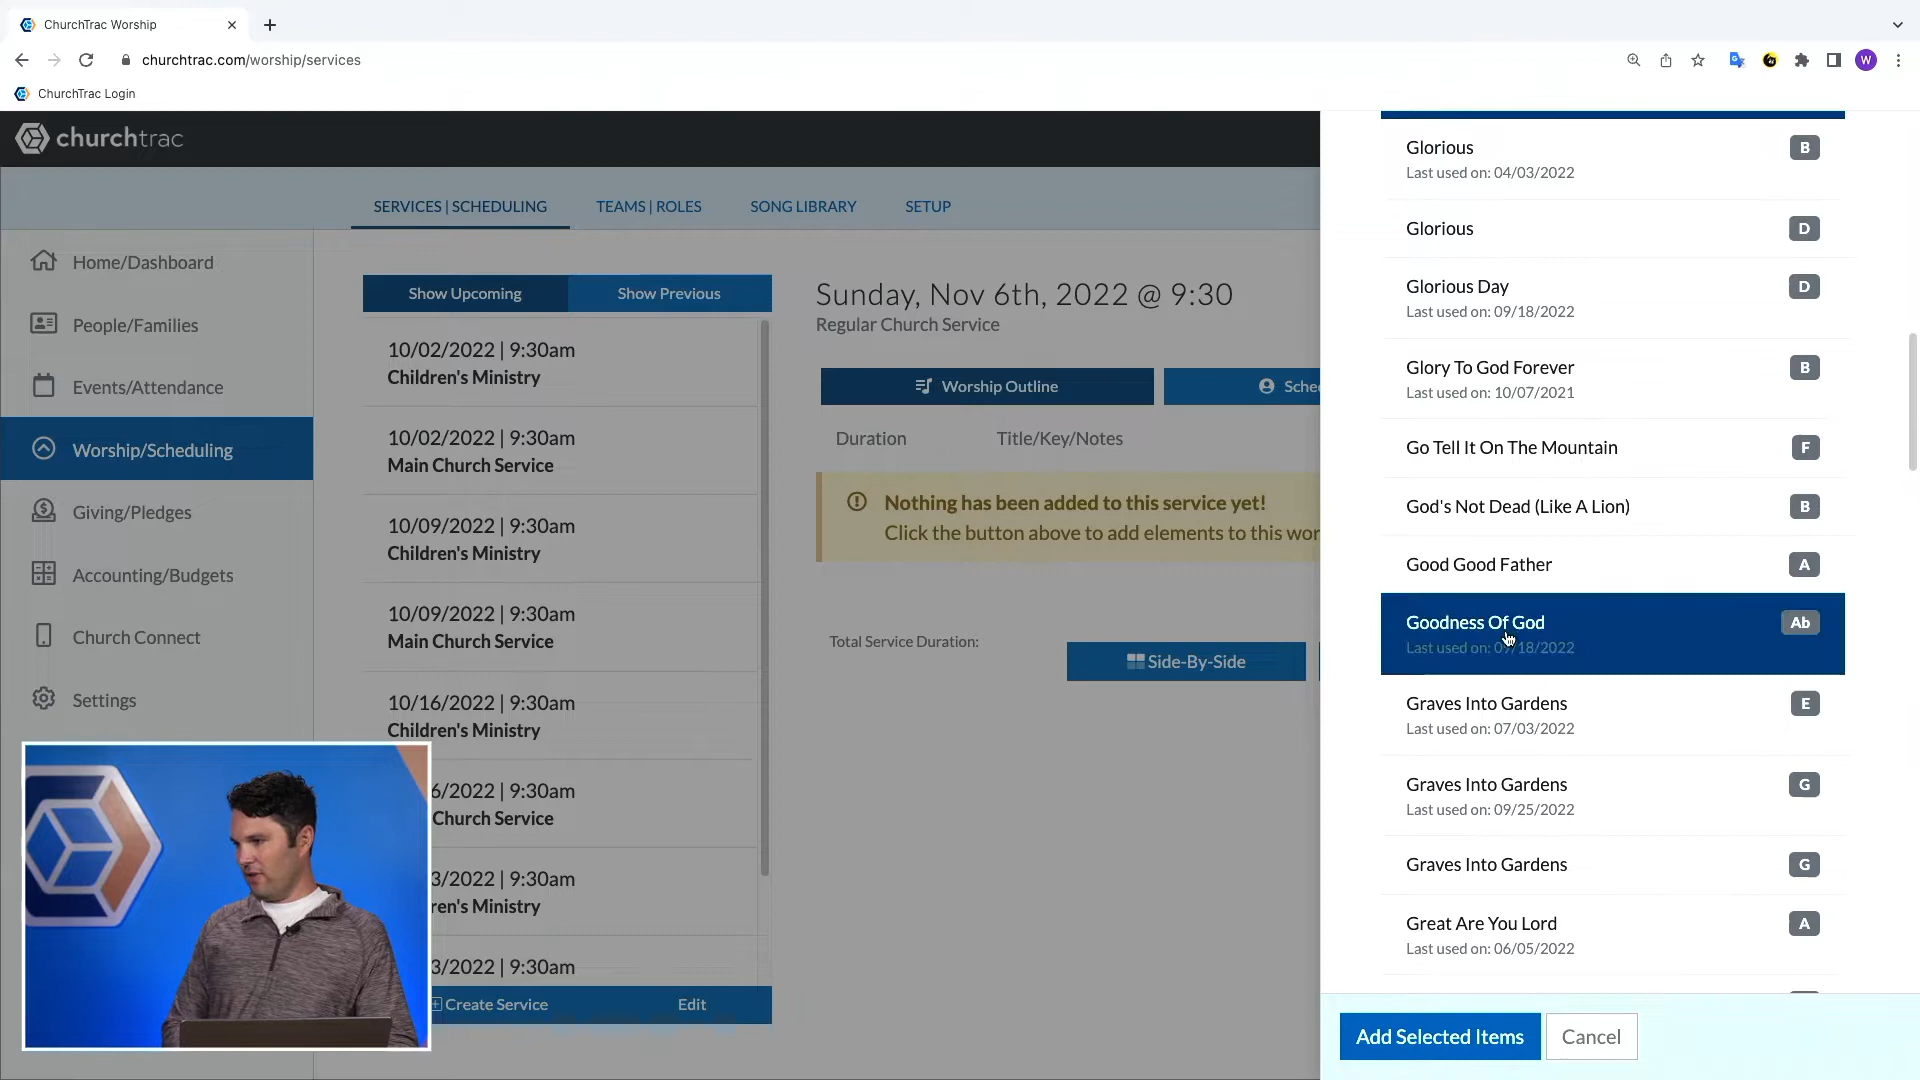 ChurchTrac Worship
churchtrac.com/worship/services
W
ChurchTrac Login
churchtrac
SERVICES | SCHEDULING
TEAMS | ROLES
SONG LIBRARY
SETUP
Home/Dashboard
People/Families
Events/Attendance
Worship/Scheduling
Giving/Pledges
Accounting/Budgets
Church Connect
Settings
Show Upcoming
Show Previous
10/02/2022 | 9:30am
Children's Ministry
10/02/2022 | 9:30am
Main Church Service
10/09/2022 | 9:30am
Children's Ministry
10/09/2022 | 9:30am
Main Church Service
10/16/2022 | 9:30am
Children's Ministry
6/2022 | 9:30am
Church Service
3/2022 | 9:30am
ren's Ministry
3/2022 | 9:30am
Create Service
Edit
Sunday, Nov 6th, 2022 @ 9:30
Regular Church Service
Worship Outline
Sche
Duration
Title/Key/Notes
Nothing has been added to this service yet!
Click the button above to add elements to this wor
Total Service Duration:
Side-By-Side
Glorious B
Last used on: 04/03/2022
Glorious D
Glorious Day D
Last used on: 09/18/2022
Glory To God Forever B
Last used on: 10/07/2021
Go Tell It On The Mountain F
God's Not Dead (Like A Lion) B
Good Good Father A
Goodness Of God Ab
Last used on: 09/18/2022
Graves Into Gardens E
Last used on: 07/03/2022
Graves Into Gardens G
Last used on: 09/25/2022
Graves Into Gardens G
Great Are You Lord A
Last used on: 06/05/2022
Add Selected Items
Cancel